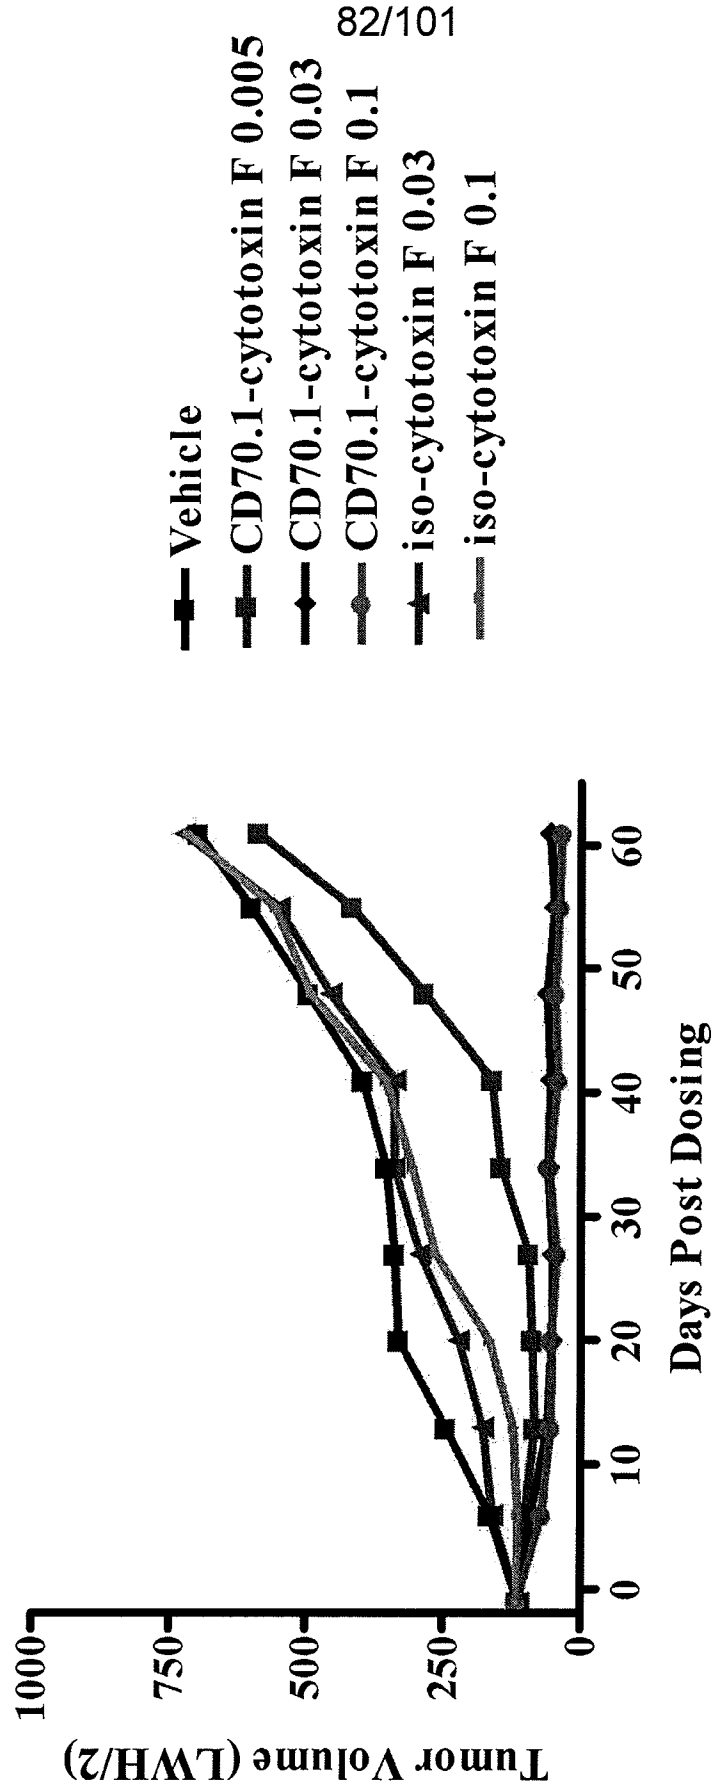 82/101
Vehicle
CD70.1-cytotoxin F 0.005
CD70.1-cytotoxin F 0.03
CD70.1-cytotoxin F 0.1
iso-cytotoxin F 0.03
iso-cytotoxin F 0.1
Tumor Volume (LWH/2)
1000
750
500
250
0
0 10 20 30 40 50 60
Days Post Dosing